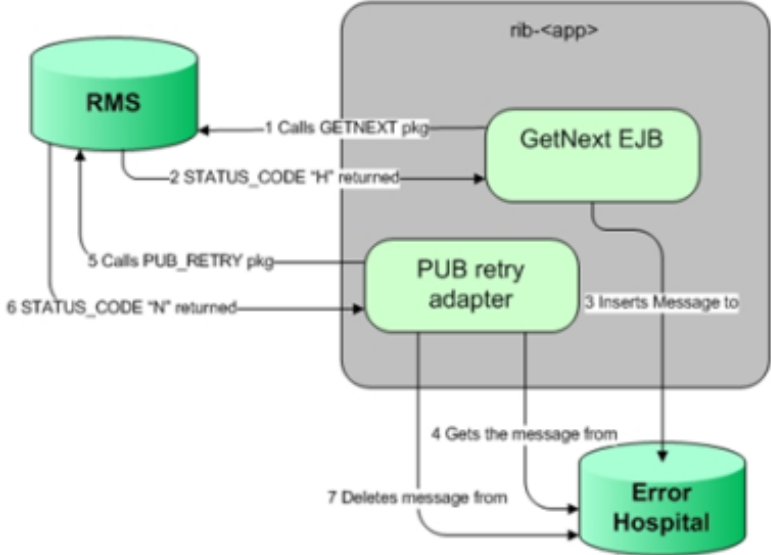 rib-<app>
RMS
1 Calls GETNEXT pkg
GetNext EJB
2 STATUS_CODE "H" returned
5 Calls PUB_RETRY pkg
PUB retry
adapter
6 STATUS_CODE "N" returned
3 Inserts Message to
4 Gets the message from
7 Deletes message from
Error
Hospital